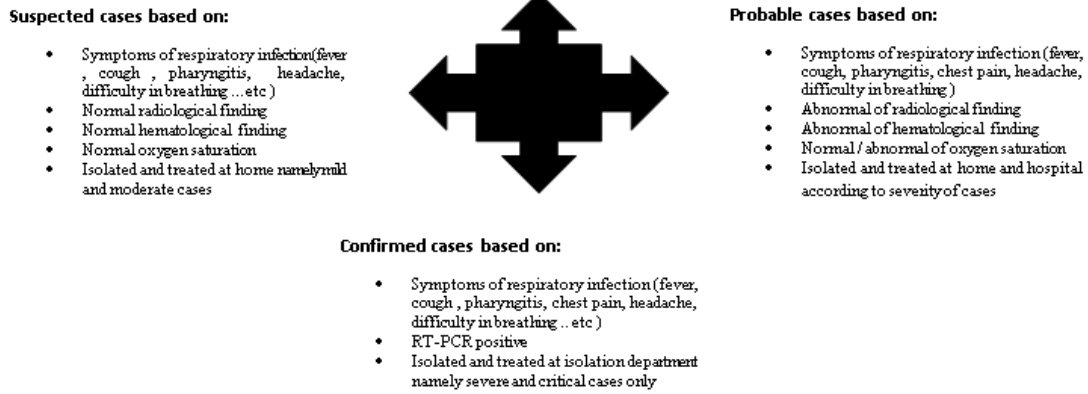 Suspected cases based on:
• Symptoms of respiratory infection(fever
, cough , pharyngitis, headache,
difficulty in breathing ... etc )
• Normal radiological finding
• Normal hematological finding
• Normal oxygen saturation
• Isolated and treated at home namely mild
and moderate cases
Probable cases based on:
• Symptoms of respiratory infection (fever,
cough, pharyngitis, chest pain, headache,
difficulty in breathing )
• Abnormal of radiological finding
• Abnormal of hematological finding
• Normal / abnormal of oxygen saturation
• Isolated and treated at home and hospital
according to severity of cases
Confirmed cases based on:
• Symptoms of respiratory infection (fever,
cough , pharyngitis, chest pain, headache,
difficulty in breathing .. etc )
• RT-PCR positive
• Isolated and treated at isolation department
namely severe and critical cases only